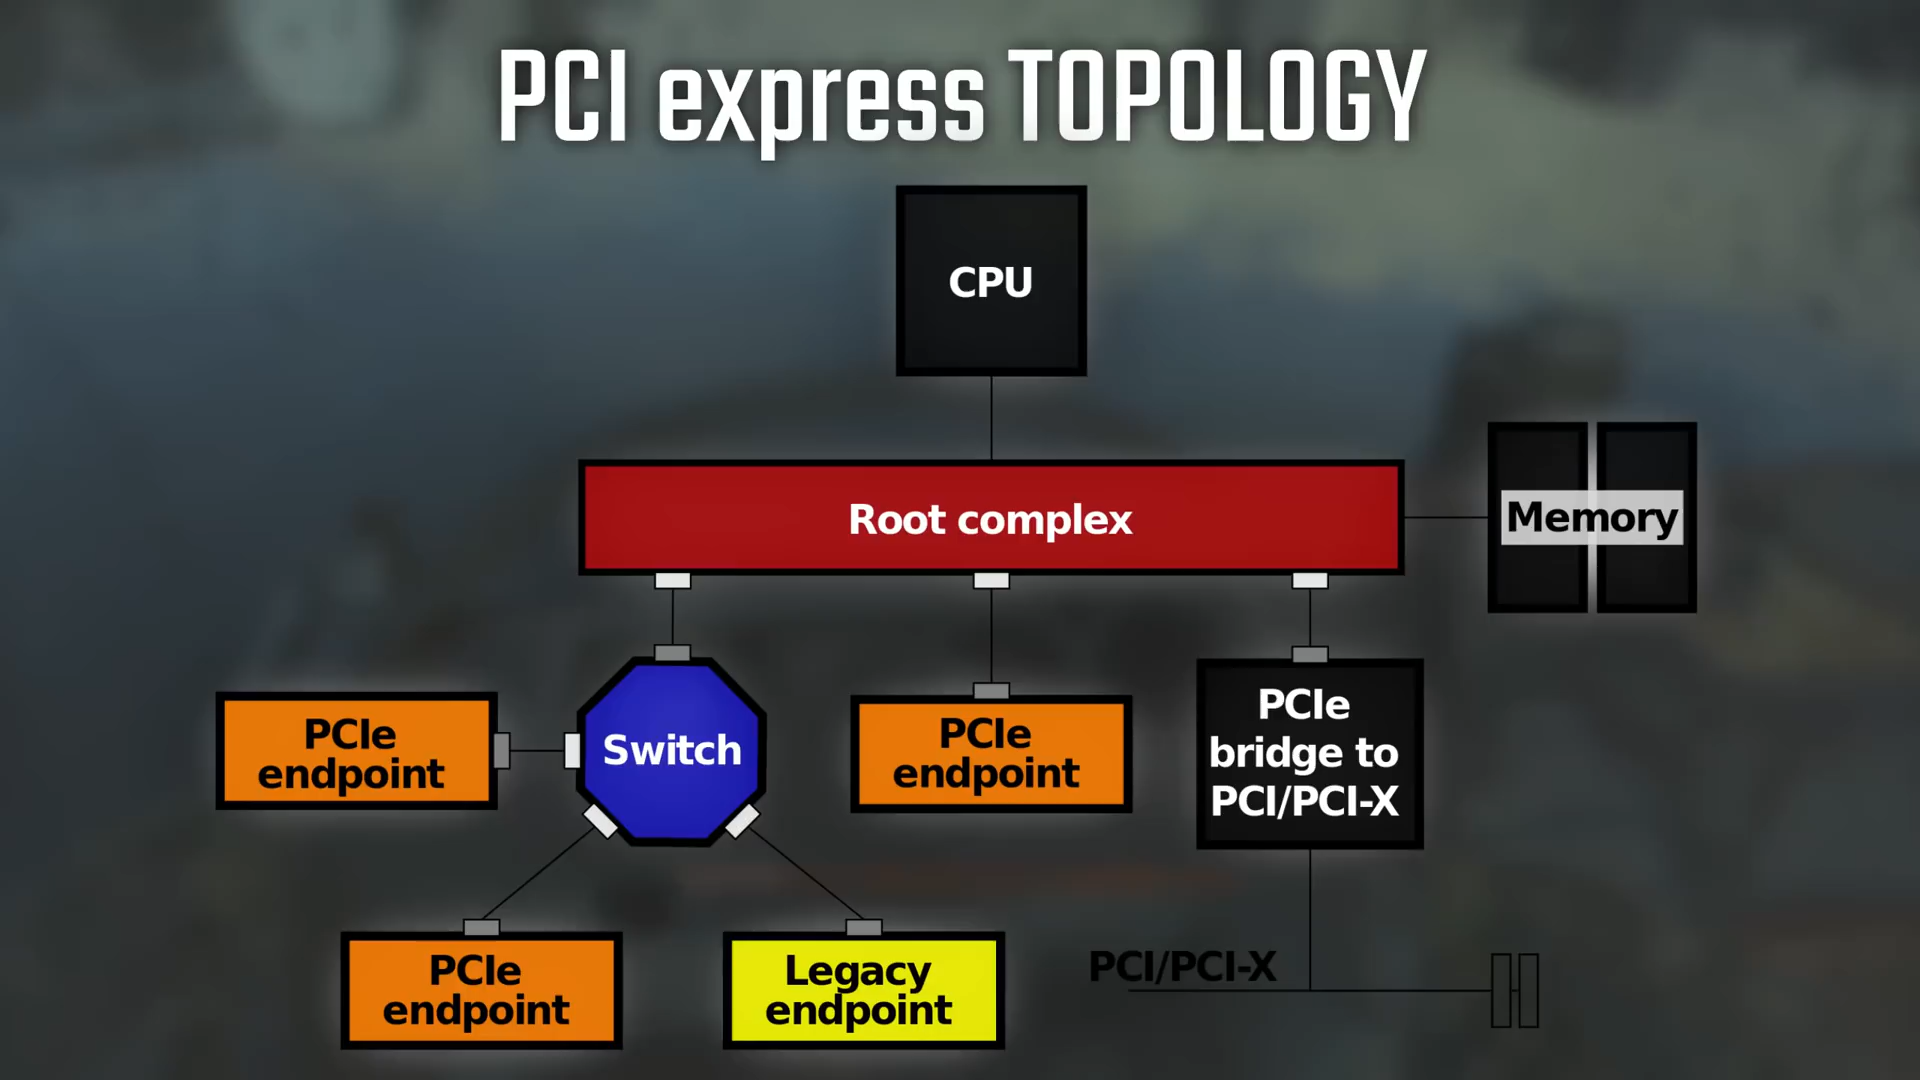 PCI express TOPOLOGY
CPU
Root complex
Memory
PCIe
endpoint
Switch
PCIe
endpoint
PCIe
bridge to
PCI/PCI-X
PCIe
endpoint
Legacy
endpoint
PCI/PCI-X